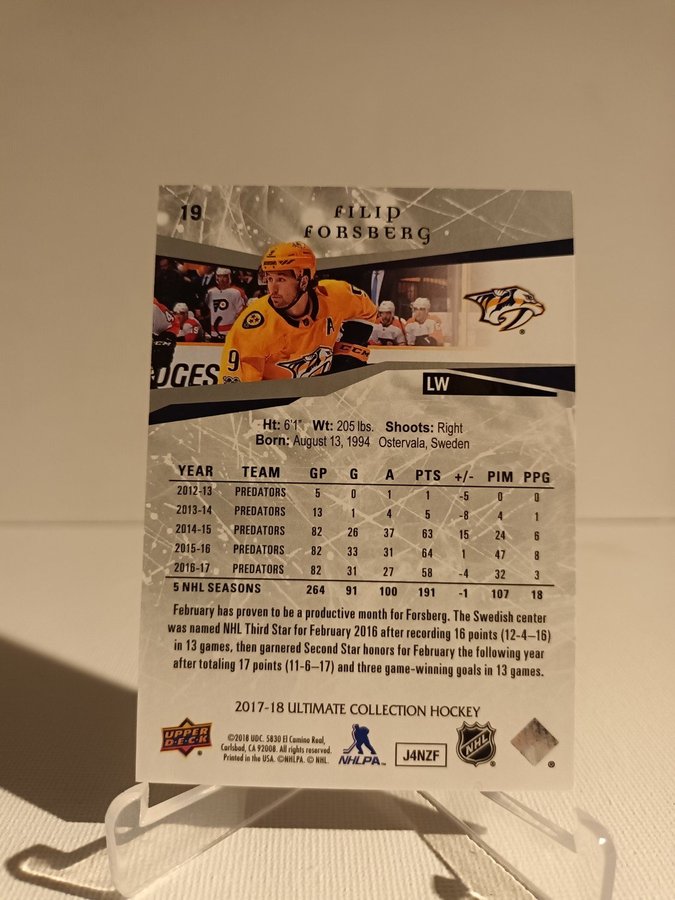 19
FILIP
FORSBERG
A
9
CCM
DGES
LW
Ht: 6'1" Wt: 205 lbs. Shoots: Right
Born: August 13, 1994 Ostervala, Sweden
YEAR TEAM GP G A PTS +/- PIM PPG
2012-13 PREDATORS 5 0 1 1 -5 0 0
2013-14 PREDATORS 13 1 4 5 -8 4 1
2014-15 PREDATORS 82 26 37 63 15 24 6
2015-16 PREDATORS 82 33 31 64 1 47 8
2016-17 PREDATORS 82 31 27 58 -4 32 3
5 NHL SEASONS 264 91 100 191 -1 107 18
February has proven to be a productive month for Forsberg. The Swedish center
was named NHL Third Star for February 2016 after recording 16 points (12-4—16)
in 13 games, then garnered Second Star honors for February the following year
after totaling 17 points (11-6—17) and three game-winning goals in 13 games.
2017-18 ULTIMATE COLLECTION HOCKEY
UPPER
DECK
©2018 UDC. 5830 El Camino Real,
Carlsbad, CA 92008. All rights reserved.
Printed in the USA. ©NHLPA. © NHL.
NHLPA
J4NZF
NHL